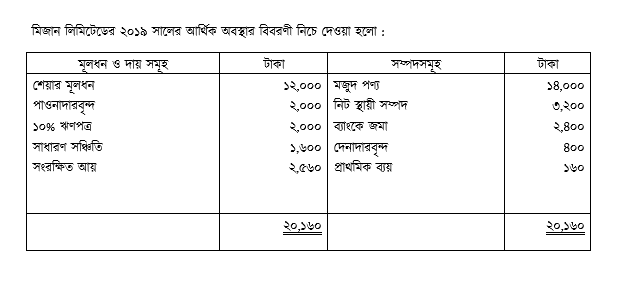 মিজান লিমিটেডের ২০১৯ সালের আর্থিক অবস্থার বিবরণী নিচে দেওয়া হলো :
মূলধন ও দায় সমূহ টাকা সম্পদসমূহ টাকা
শেয়ার মূলধন ১২,০০০ মজুদ পণ্য ১৪,০০০
পাওনাদারবৃন্দ ২,০০০ নিট স্থায়ী সম্পদ ৩,২০০
১০% ঋণপত্র ২,০০০ ব্যাংকে জমা ২,৪০০
সাধারণ সঞ্চিতি ১,৬০০ দেনাদারবৃন্দ ৪০০
সংরক্ষিত আয় ২,৫৬০ প্রাথমিক ব্যয় ১৬০
২০,১৬০ ২০,১৬০